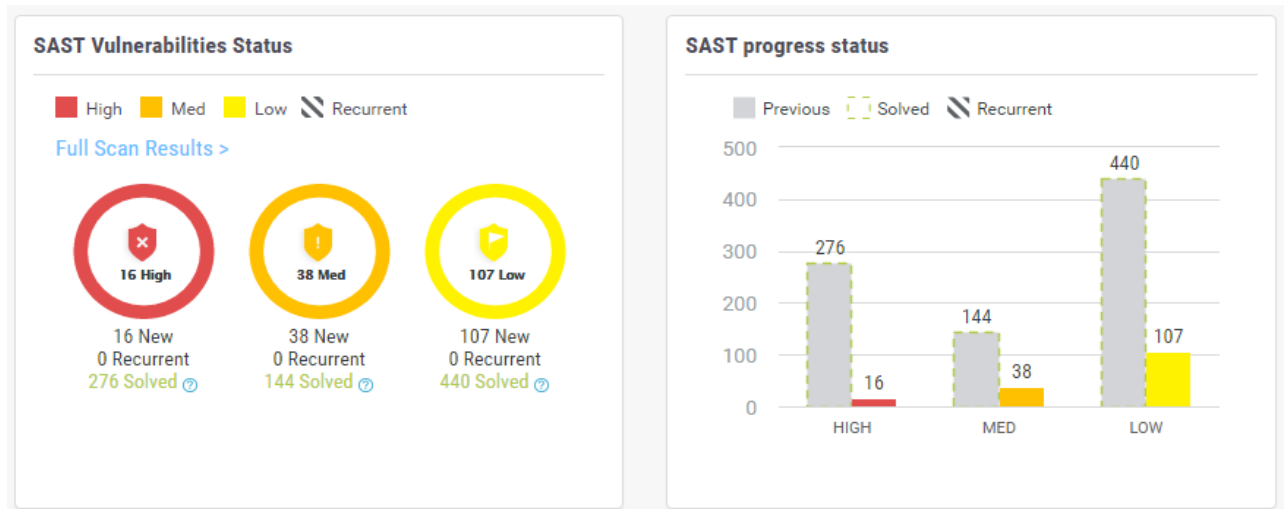 SAST Vulnerabilities Status
High Med Low Recurrent
Full Scan Results >
16 High
38 Med
107 Low
16 New
0 Recurrent
276 Solved ?
38 New
0 Recurrent
144 Solved ?
107 New
0 Recurrent
440 Solved ?
SAST progress status
Previous Solved Recurrent
500
400
300
200
100
0
276
16
144
38
440
107
HIGH MED LOW